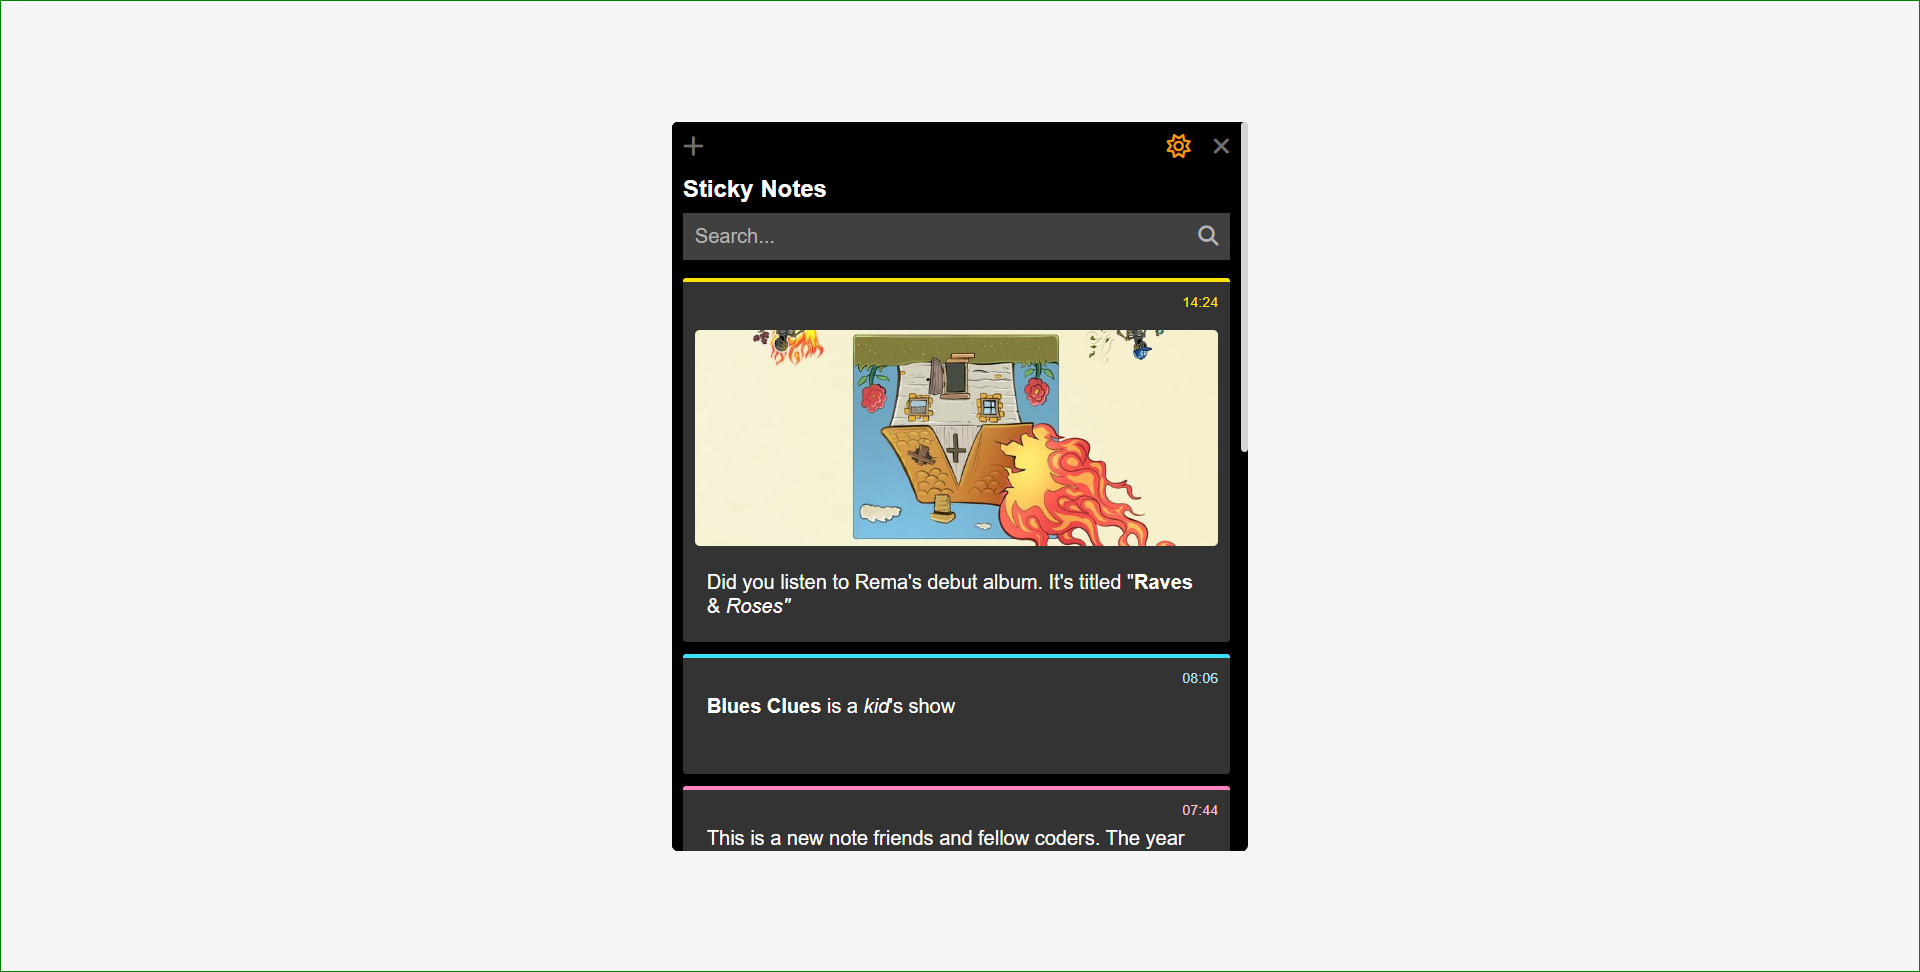 Sticky Notes
Search...
14:24
Did you listen to Rema's debut album. It's titled "Raves
& Roses"
08:06
Blues Clues is a kid's show
07:44
This is a new note friends and fellow coders. The year